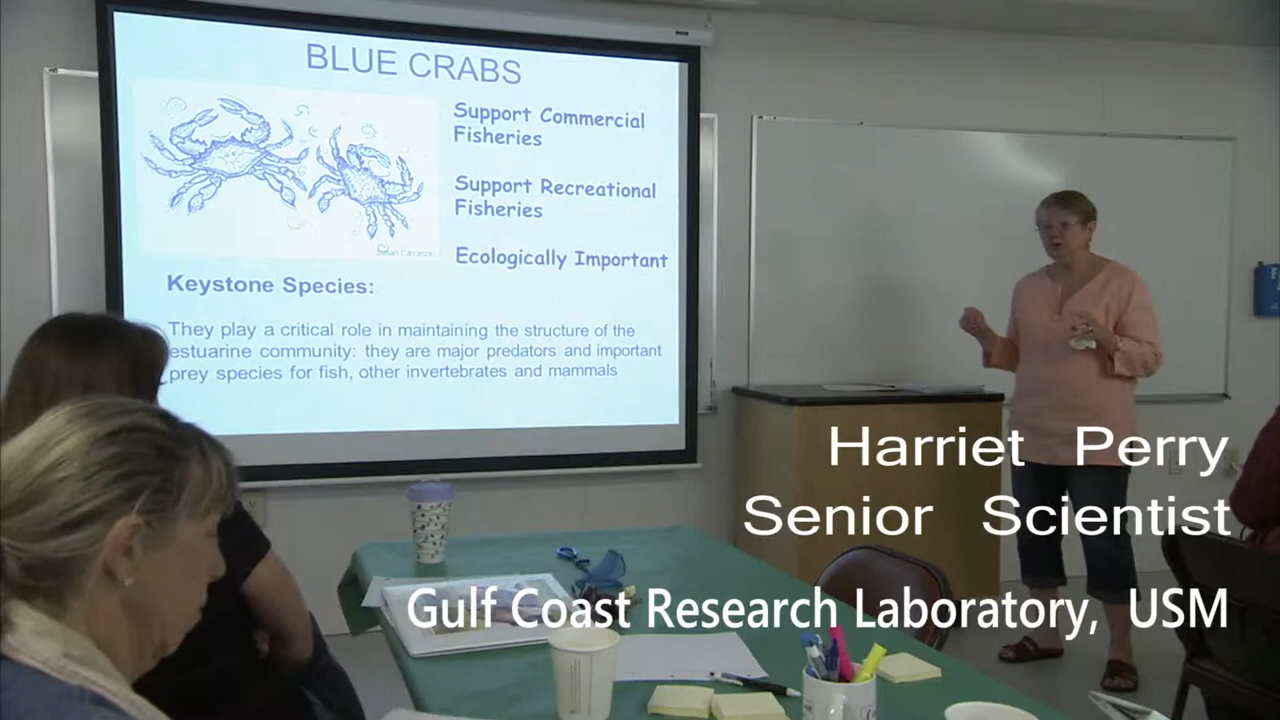 BLUE CRABS
Support Commercial
Fisheries
Support Recreational
Fisheries
Ecologically Important
Susan Carranza
Keystone Species:
They play a critical role in maintaining the structure of the
estuarine community: they are major predators and important
prey species for fish, other invertebrates and mammals
Harriet Perry
Senior Scientist
Gulf Coast Research Laboratory, USM